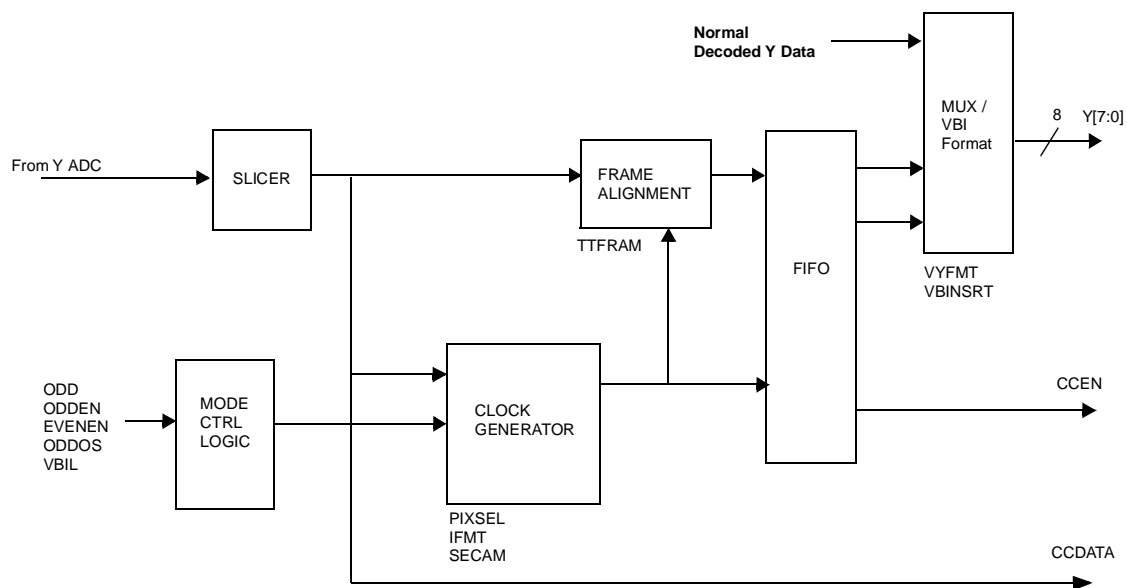 Normal
Decoded Y Data
MUX /
VBI
Format
8
Y[7:0]
From Y ADC
SLICER
FRAME
ALIGNMENT
TTFRAM
FIFO
VYFMT
VBINSRT
ODD
ODDEN
EVENEN
ODDOS
VBIL
MODE
CTRL
LOGIC
CLOCK
GENERATOR
PIXSEL
IFMT
SECAM
CCEN
CCDATA